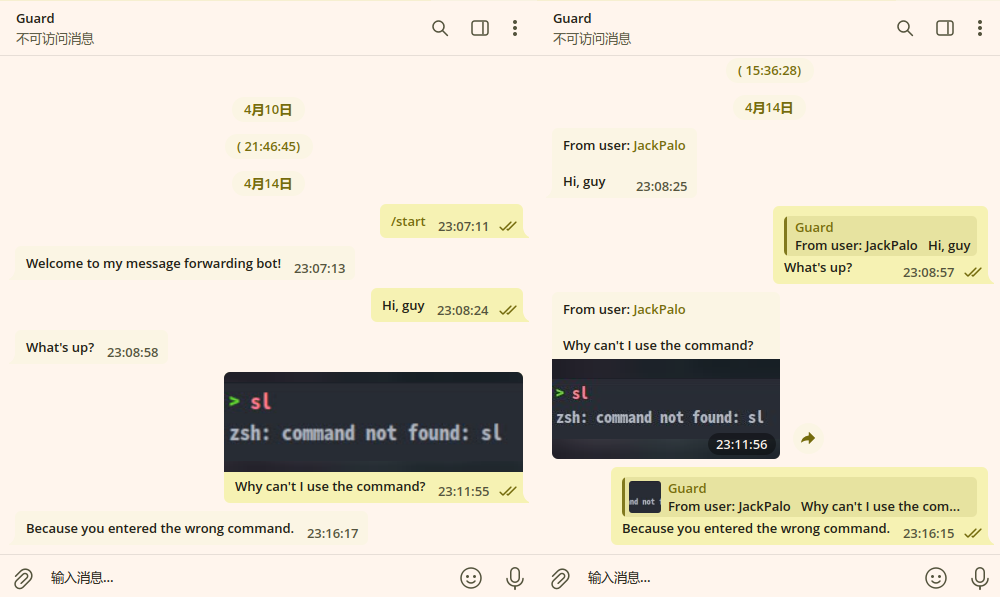 Guard
不可访问消息
4月10日
( 21:46:45)
4月14日
/start 23:07:11
Welcome to my message forwarding bot! 23:07:13
Hi, guy 23:08:24
What's up? 23:08:58
> sl
zsh: command not found: sl
Why can't I use the command? 23:11:55
Because you entered the wrong command. 23:16:17
输入消息...
Guard
不可访问消息
( 15:36:28)
4月14日
From user: JackPalo
Hi, guy 23:08:25
Guard
From user: JackPalo Hi, guy
What's up? 23:08:57
From user: JackPalo
Why can't I use the command?
> sl
zsh: command not found: sl
23:11:56
Guard
nd not
From user: JackPalo Why can't I use the com...
Because you entered the wrong command. 23:16:15
输入消息...